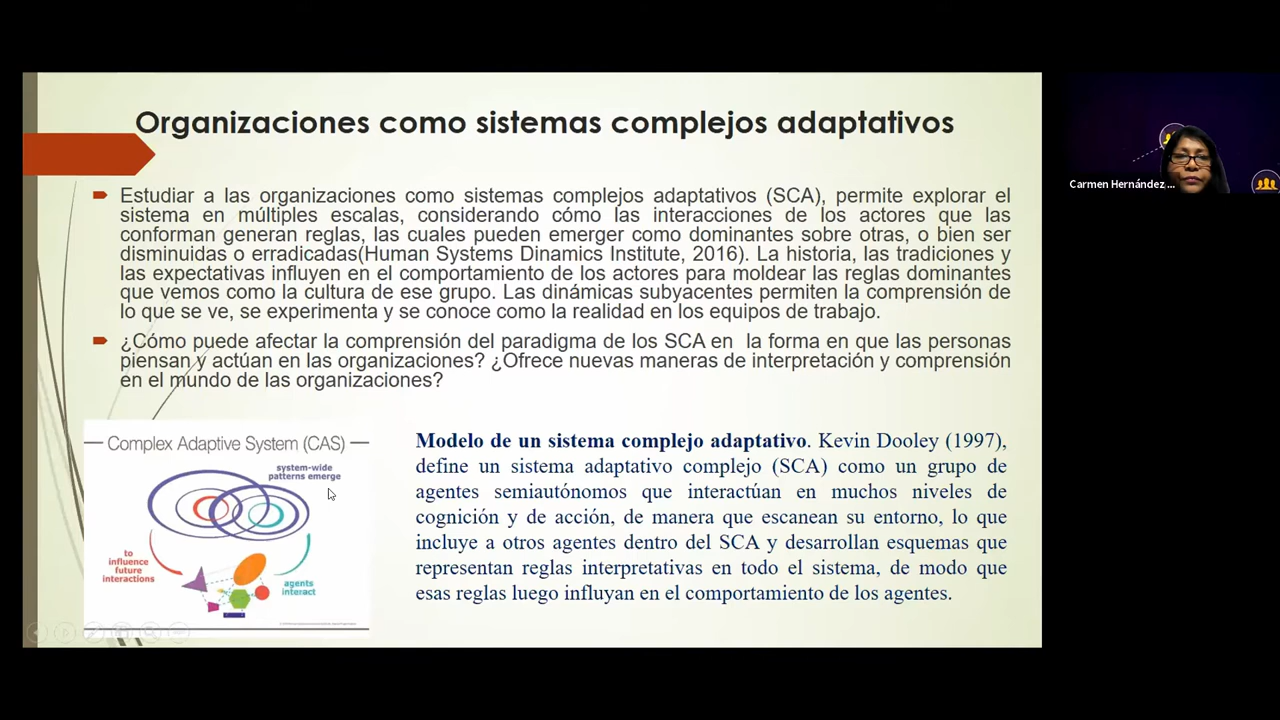 Organizaciones como sistemas complejos adaptativos
Estudiar a las organizaciones como sistemas complejos adaptativos (SCA), permite explorar el
sistema en múltiples escalas, considerando cómo las interacciones de los actores que las
conforman generan reglas, las cuales pueden emerger como dominantes sobre otras, o bien ser
disminuidas o erradicadas(Human Systems Dinamics Institute, 2016). La historia, las tradiciones y
las expectativas influyen en el comportamiento de los actores para moldear las reglas dominantes
que vemos como la cultura de ese grupo. Las dinámicas subyacentes permiten la comprensión de
lo que se ve, se experimenta y se conoce como la realidad en los equipos de trabajo.
¿Cómo puede afectar la comprensión del paradigma de los SCA en la forma en que las personas
piensan y actúan en las organizaciones? ¿Ofrece nuevas maneras de interpretación y comprensión
en el mundo de las organizaciones?
Complex Adaptive System (CAS)
system-wide
patterns emerge
to
influence
future
interactions
agents
interact
Modelo de un sistema complejo adaptativo. Kevin Dooley (1997),
define un sistema adaptativo complejo (SCA) como un grupo de
agentes semiautónomos que interactúan en muchos niveles de
cognición y de acción, de manera que escanean su entorno, lo que
incluye a otros agentes dentro del SCA y desarrollan esquemas que
representan reglas interpretativas en todo el sistema, de modo que
esas reglas luego influyan en el comportamiento de los agentes.
Carmen Hernández ...